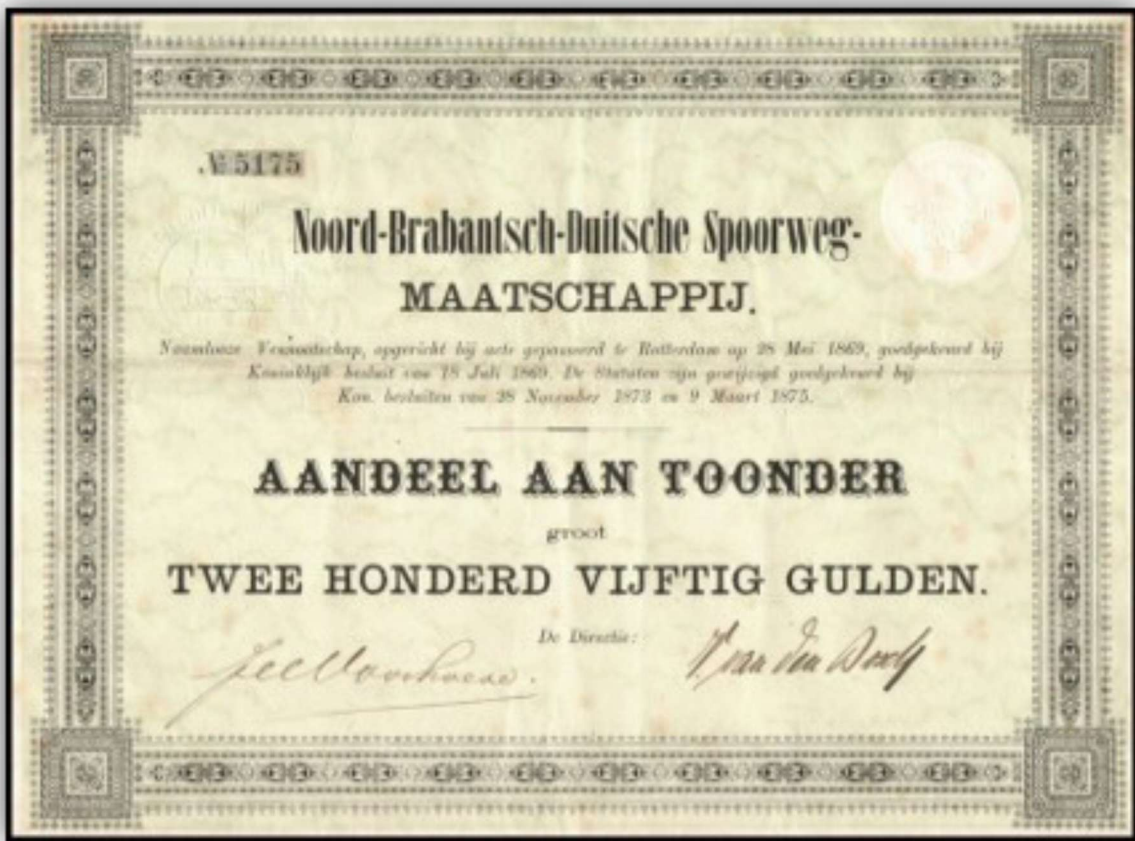 № 5175
Noord-Brabantsch-Duitsche Spoorweg-
MAATSCHAPPIJ.
Naamlooze Vennootschap, opgericht bij acte gepasseerd te Rotterdam op 28 Mei 1869, goedgekeurd bij
Koninklijk besluit van 18 Juli 1869. De Statuten zijn gewijzigd goedgekeurd bij
Kon. besluiten van 28 November 1873 en 9 Maart 1875.
AANDEEL AAN TOONDER
groot
TWEE HONDERD VIJFTIG GULDEN.
De Directie:
van den